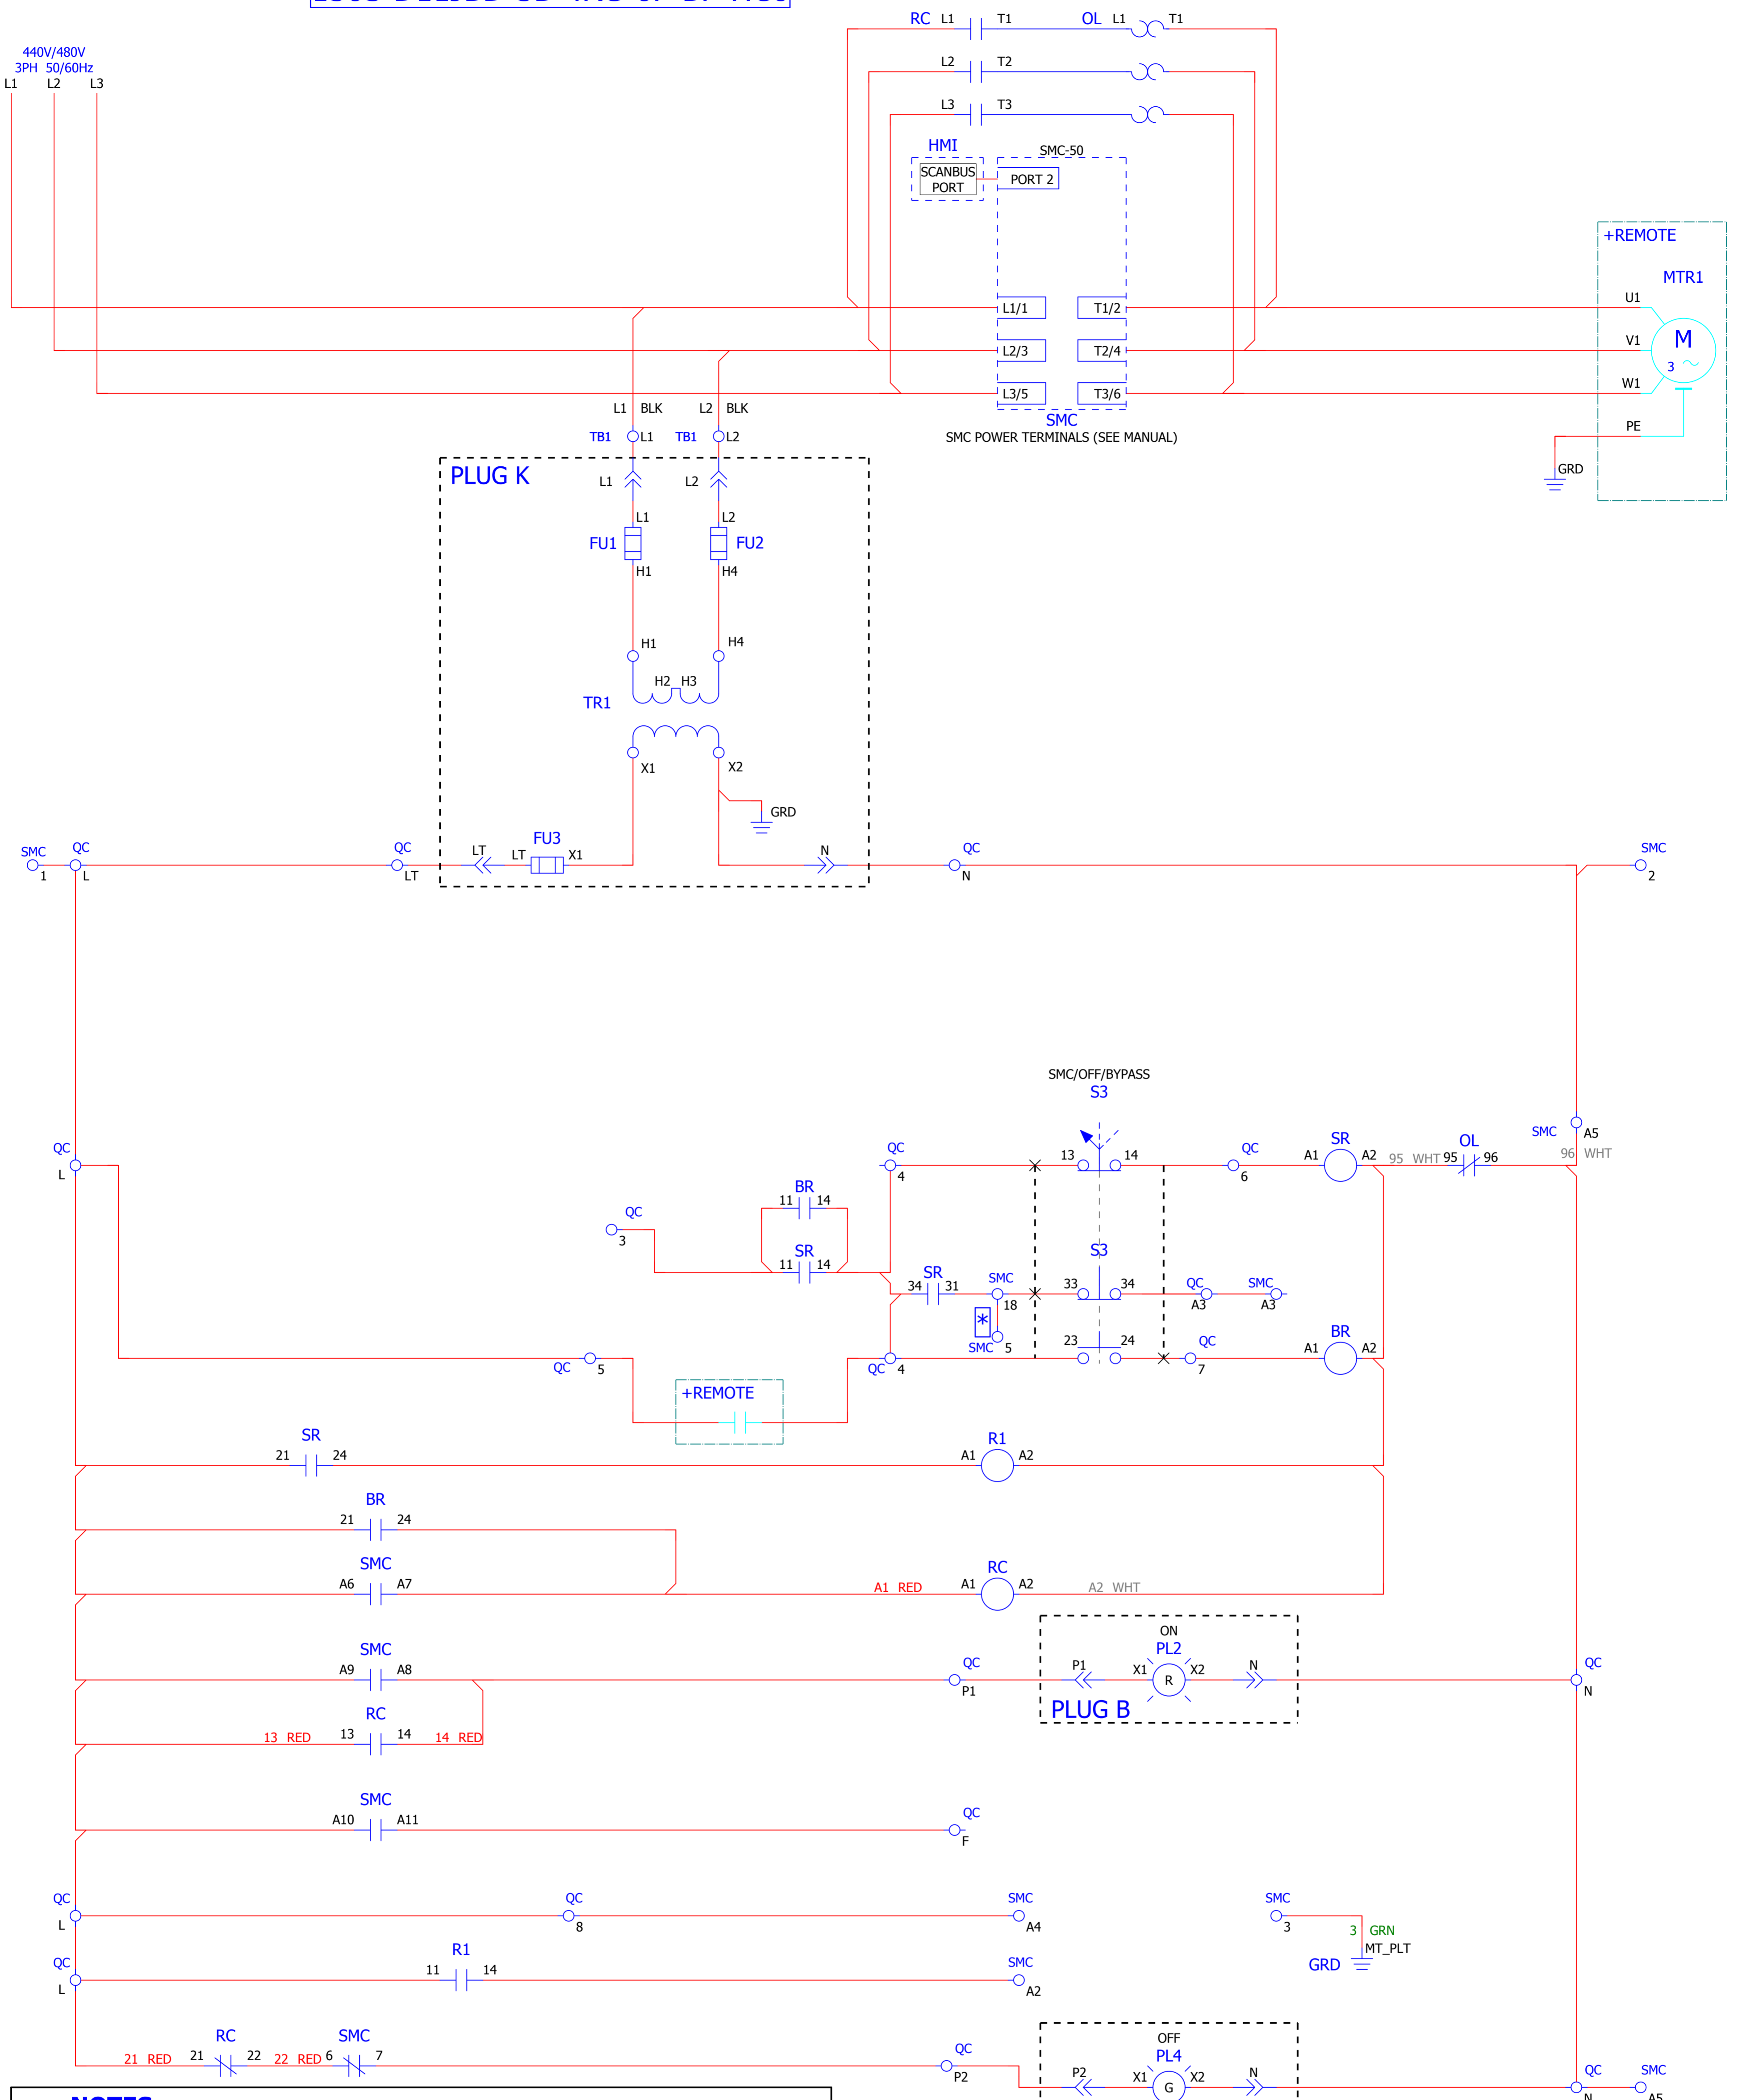 RC L1 T1 OL L1 T1
440V/480V
3PH 50/60Hz
L1 L2 L3
L2 T2
L3 T3
HMI
SMC-50
SCANBUS
PORT
PORT 2
+REMOTE
MTR1
L1/1 T1/2 U1
L2/3 T2/4 V1 M
3
L3/5 T3/6 W1
L1 BLK L2 BLK
SMC
SMC POWER TERMINALS (SEE MANUAL)
PE
TB1 L1 TB1 L2
GRD
PLUG K
L1 L2
L1 L2
FU1 FU2
H1 H4
H1 H4
H2 H3
TR1
X1 X2
GRD
SMC QC QC LT LT FU3 X1 N QC SMC
1 L LT N 2
SMC/OFF/BYPASS
S3
SMC A5
QC QC 13 14 QC SR OL
L 4 6 A1 A2 95 WHT 95 96 96 WHT
BR
11 14
QC
3
SR
11 14
S3
SR
34 31 SMC 33 34 QC SMC
18 A3 A3
*
SMC 5 23 24 QC BR
QC 5 QC 4 7 A1 A2
+REMOTE
SR R1
21 24 A1 A2
BR
21 24
SMC RC
A6 A7 A1 RED A1 A2 A2 WHT
ON
SMC PL2
A9 A8 QC P1 X1 R X2 N QC
P1 N
PLUG B
RC
13 RED 13 14 14 RED
SMC
A10 A11 QC
F
QC QC SMC SMC
L 8 A4 3
3 GRN
MT_PLT
GRD
QC R1 SMC
L 11 14 A2
OFF
RC SMC PL4
21 RED 21 22 22 RED 6 7 QC P2 X1 G X2 N QC SMC
P2